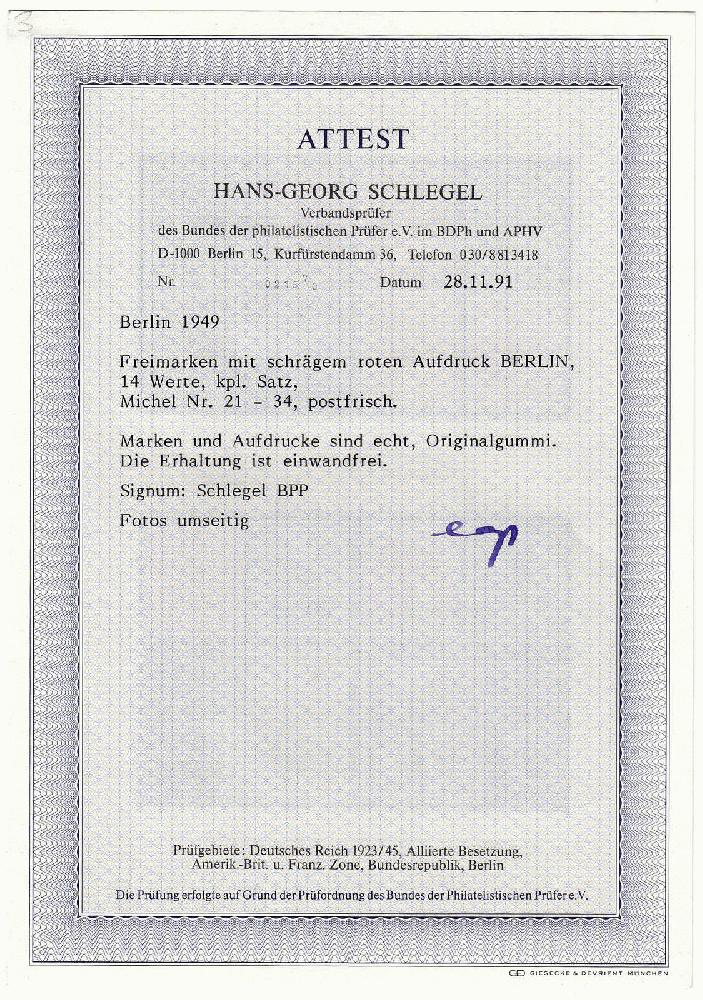 3
ATTEST
HANS-GEORG SCHLEGEL
Verbandsprüfer
des Bundes der philatelistischen Prüfer e.V. im BDPh und APHV
D-1000 Berlin 15, Kurfürstendamm 36, Telefon 030/8813418
Nr. Datum 28.11.91
Berlin 1949
Freimarken mit schrägem roten Aufdruck BERLIN,
14 Werte, kpl. Satz,
Michel Nr. 21 - 34, postfrisch.
Marken und Aufdrucke sind echt, Originalgummi.
Die Erhaltung ist einwandfrei.
Signum: Schlegel BPP
Fotos umseitig
Prüfgebiete: Deutsches Reich 1923/45, Alliierte Besetzung,
Amerik.-Brit. u. Franz. Zone, Bundesrepublik, Berlin
Die Prüfung erfolgte auf Grund der Prüfordnung des Bundes der Philatelistischen Prüfer e.V.
GIESECKE & DEVRIENT MÜNCHEN